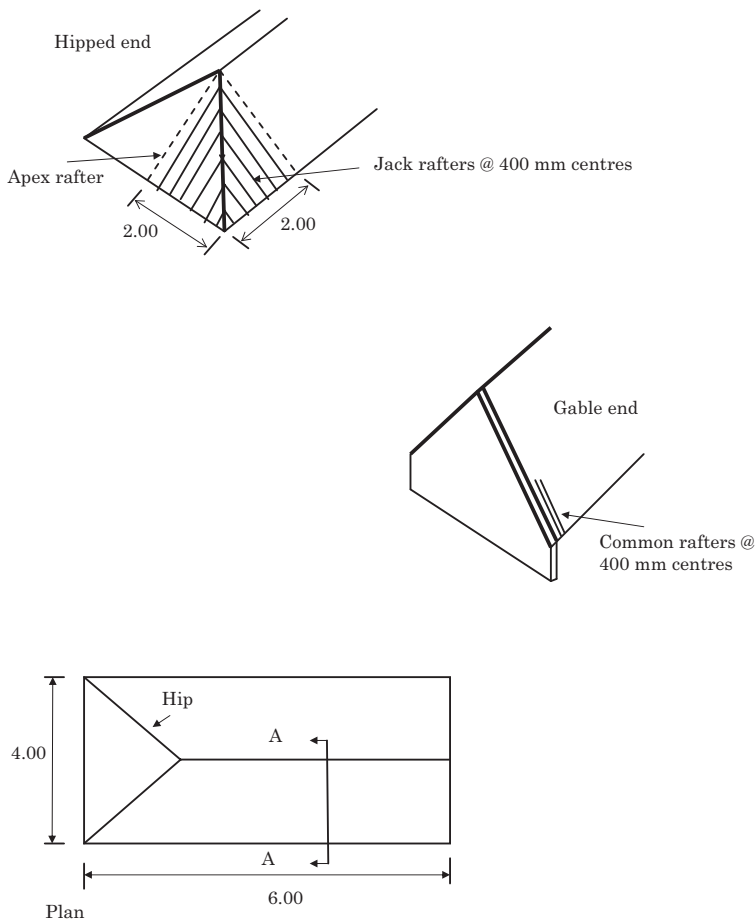 Hipped end
Apex rafter
Jack rafters @ 400 mm centres
2.00
2.00
Gable end
Common rafters @
400 mm centres
Hip
A
4.00
A
6.00
Plan